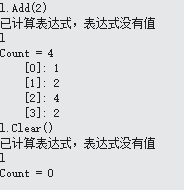 l.Add(2)
已计算表达式，表达式没有值
l
Count = 4
    [0]: 1
    [1]: 2
    [2]: 4
    [3]: 2
l.Clear()
已计算表达式，表达式没有值
l
Count = 0